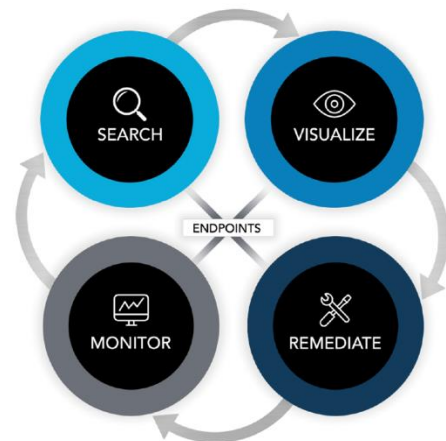 SEARCH
VISUALIZE
ENDPOINTS
MONITOR
REMEDIATE